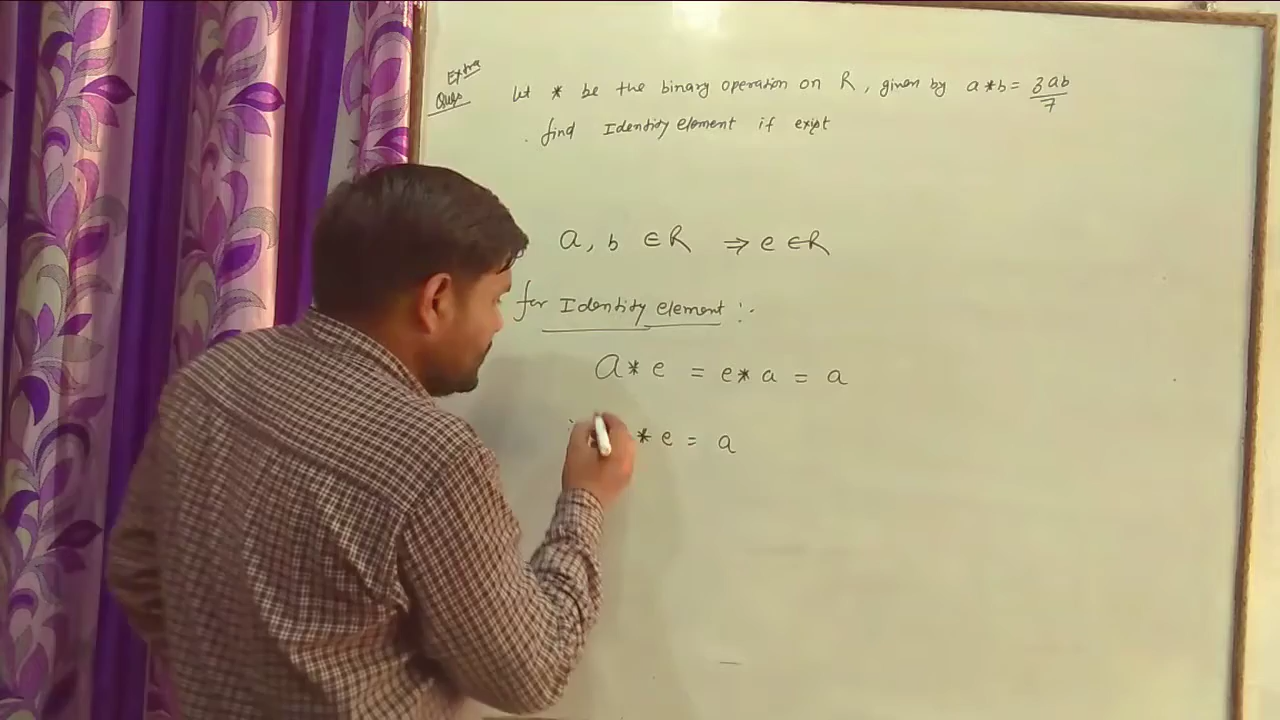 Extra
Ques
Let * be the binary operation on R, given by a*b = 3ab/7
. find Identity element if exist
a, b ∈ R ⇒ e ∈ R
for Identity element :-
a * e = e * a = a
* e = a